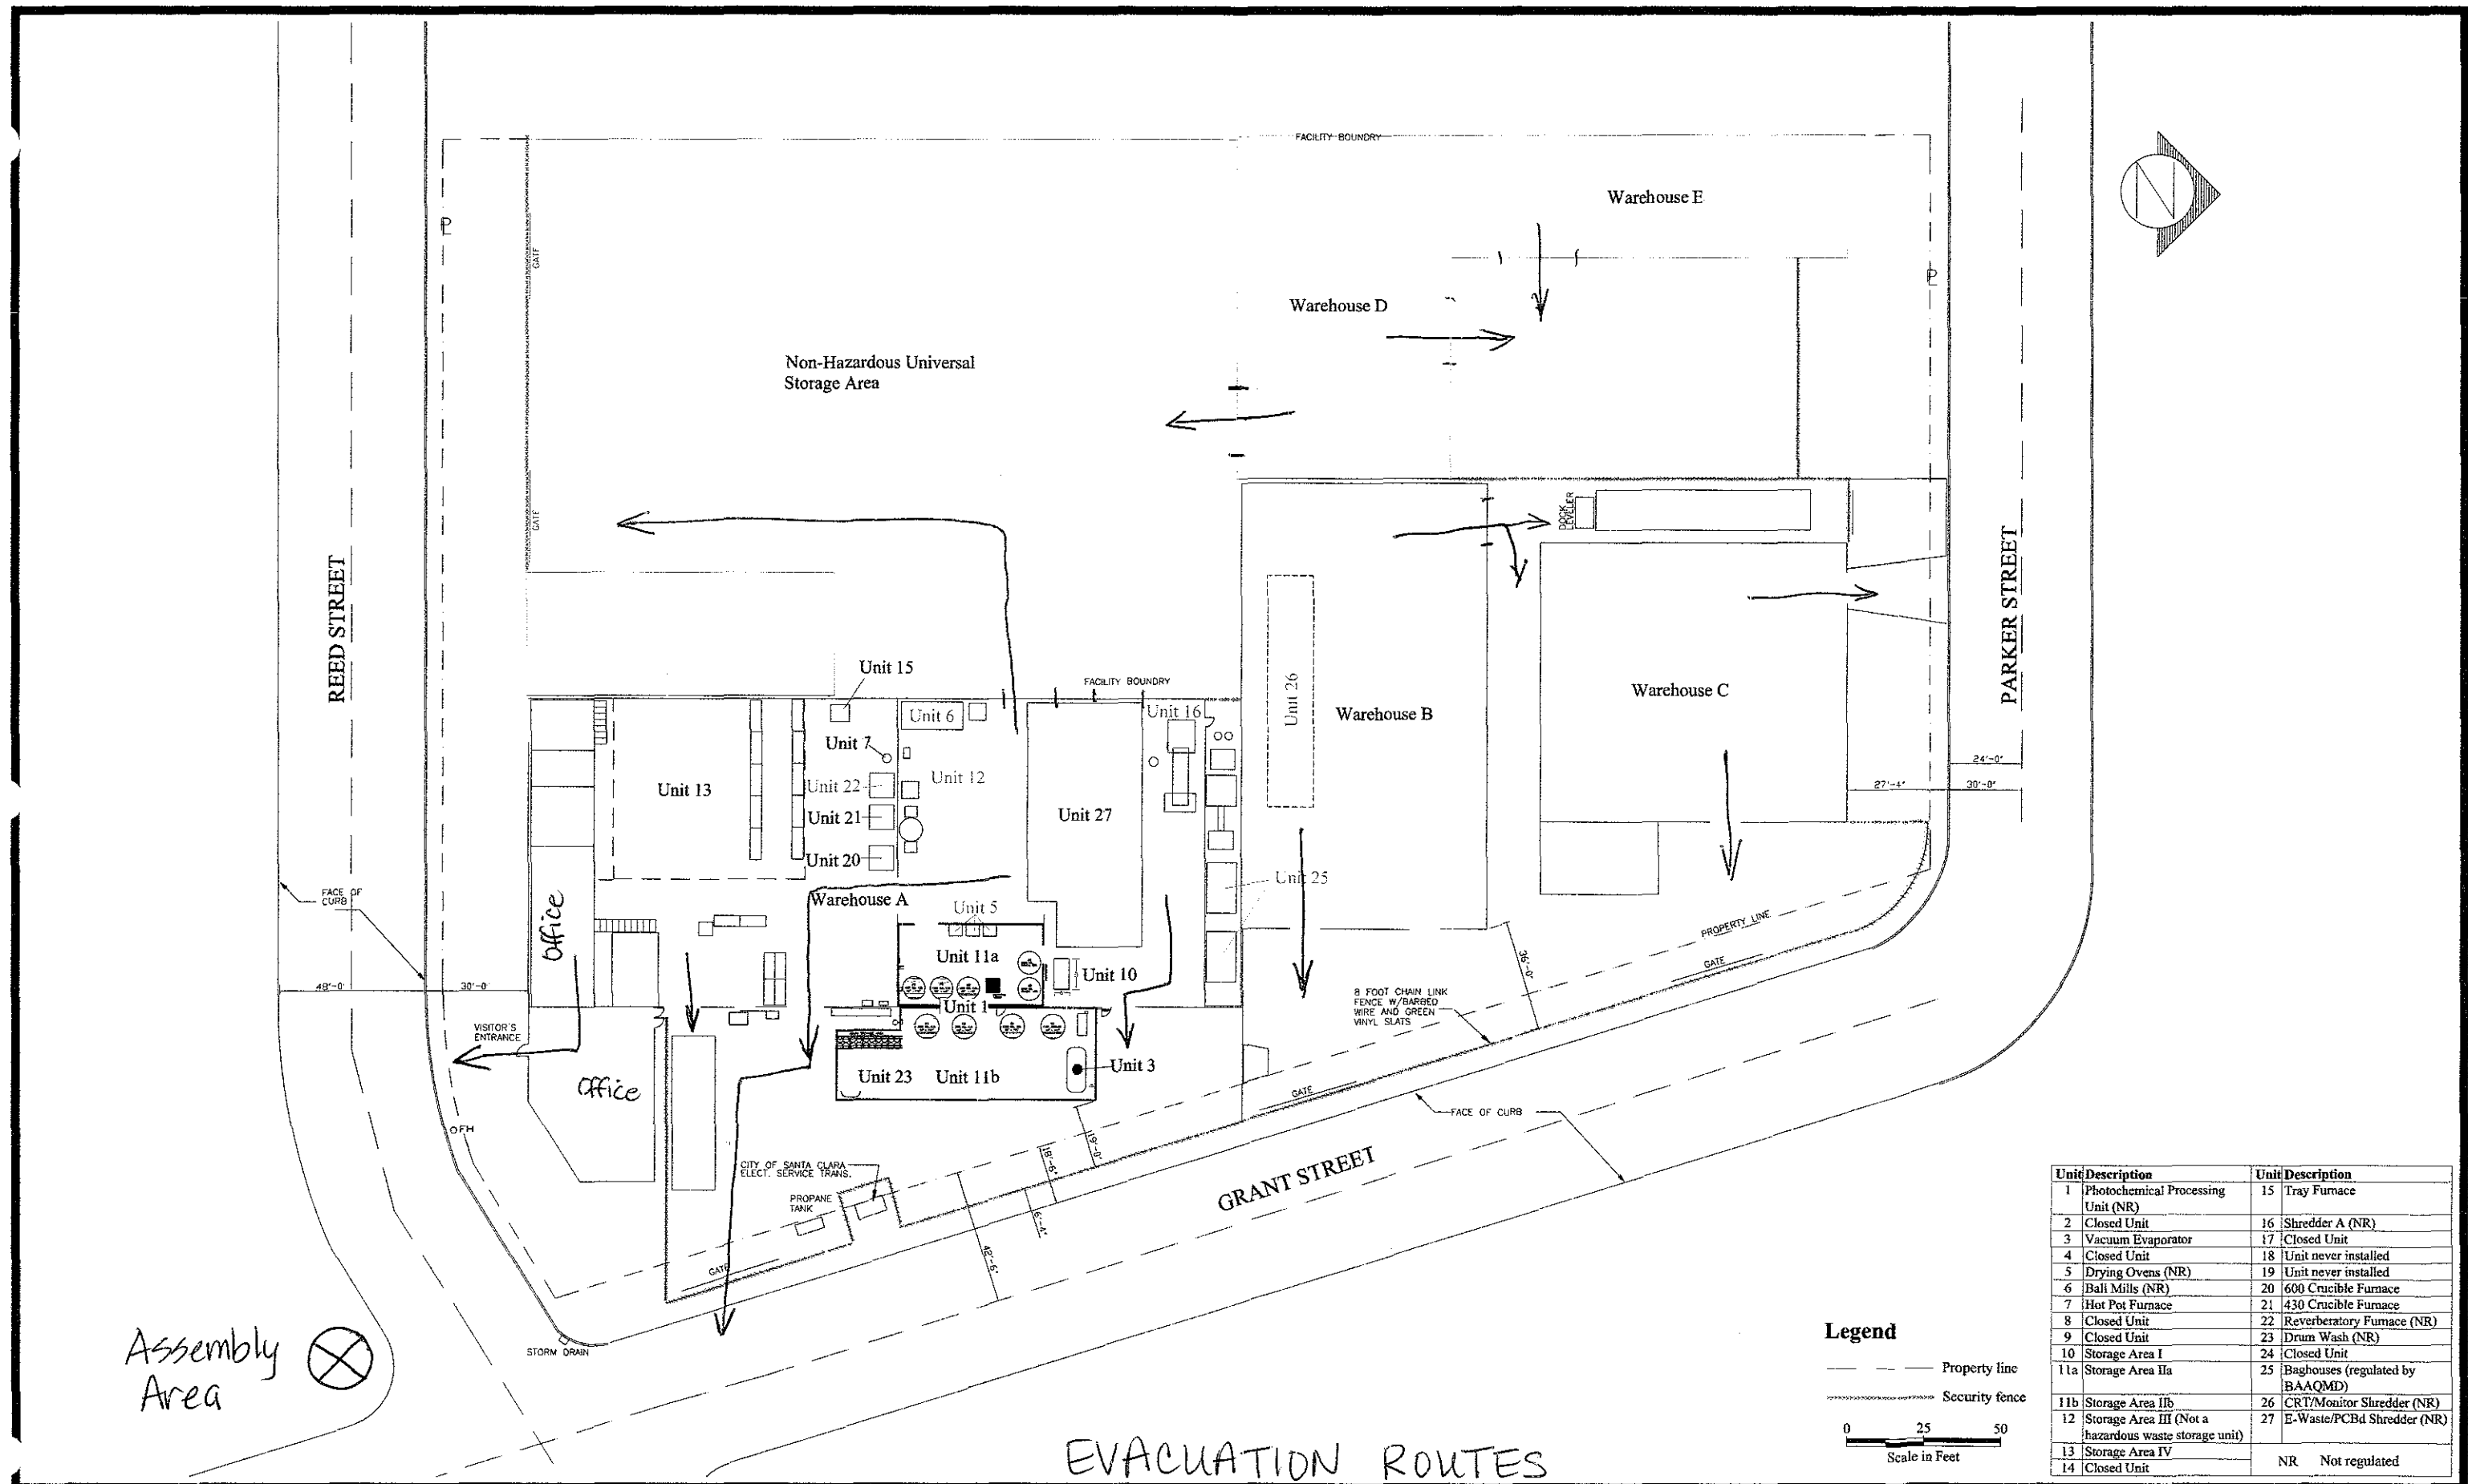 FACILITY BOUNDRY
Warehouse E
N
P
GATE
P
Warehouse D
Non-Hazardous Universal
Storage Area
GATE
DOCK
LEVELER
REED STREET
PARKER STREET
Unit 15
FACILITY BOUNDRY
Unit 6
Unit 16
Unit 26
Warehouse C
Warehouse B
Unit 7
Unit 12
Unit 22
Unit 13
Unit 21
Unit 27
24'-0"
27'-4"
30'-0"
Unit 20
Unit 25
FACE OF
CURB
Warehouse A
Unit 5
Office
PROPERTY LINE
Unit 11a
Unit 10
36'-0"
GATE
48'-0"
30'-0"
Unit 1
8 FOOT CHAIN LINK
FENCE W/BARBED
WIRE AND GREEN
VINYL SLATS
VISITOR'S
ENTRANCE
Unit 3
Unit 23
Unit 11b
Office
GATE
FACE OF CURB
OFH
19'-0"
18'-6"
CITY OF SANTA CLARA
ELECT. SERVICE TRANS.
PROPANE
TANK
GRANT STREET
6'-4"
42'-6"
GATE
STORM DRAIN
Assembly
Area
EVACUATION ROUTES
Legend
Property line
Security fence
0 25 50
Scale in Feet
Unit Description Unit Description
1 Photochemical Processing
Unit (NR)
15 Tray Furnace
2 Closed Unit 16 Shredder A (NR)
3 Vacuum Evaporator 17 Closed Unit
4 Closed Unit 18 Unit never installed
5 Drying Ovens (NR) 19 Unit never installed
6 Ball Mills (NR) 20 600 Crucible Furnace
7 Hot Pot Furnace 21 430 Crucible Furnace
8 Closed Unit 22 Reverberatory Furnace (NR)
9 Closed Unit 23 Drum Wash (NR)
10 Storage Area I 24 Closed Unit
11a Storage Area IIa 25 Baghouses (regulated by
BAAQMD)
11b Storage Area IIb 26 CRT/Monitor Shredder (NR)
12 Storage Area III (Not a
hazardous waste storage unit)
27 E-Waste/PCBd Shredder (NR)
13 Storage Area IV
14 Closed Unit
NR Not regulated